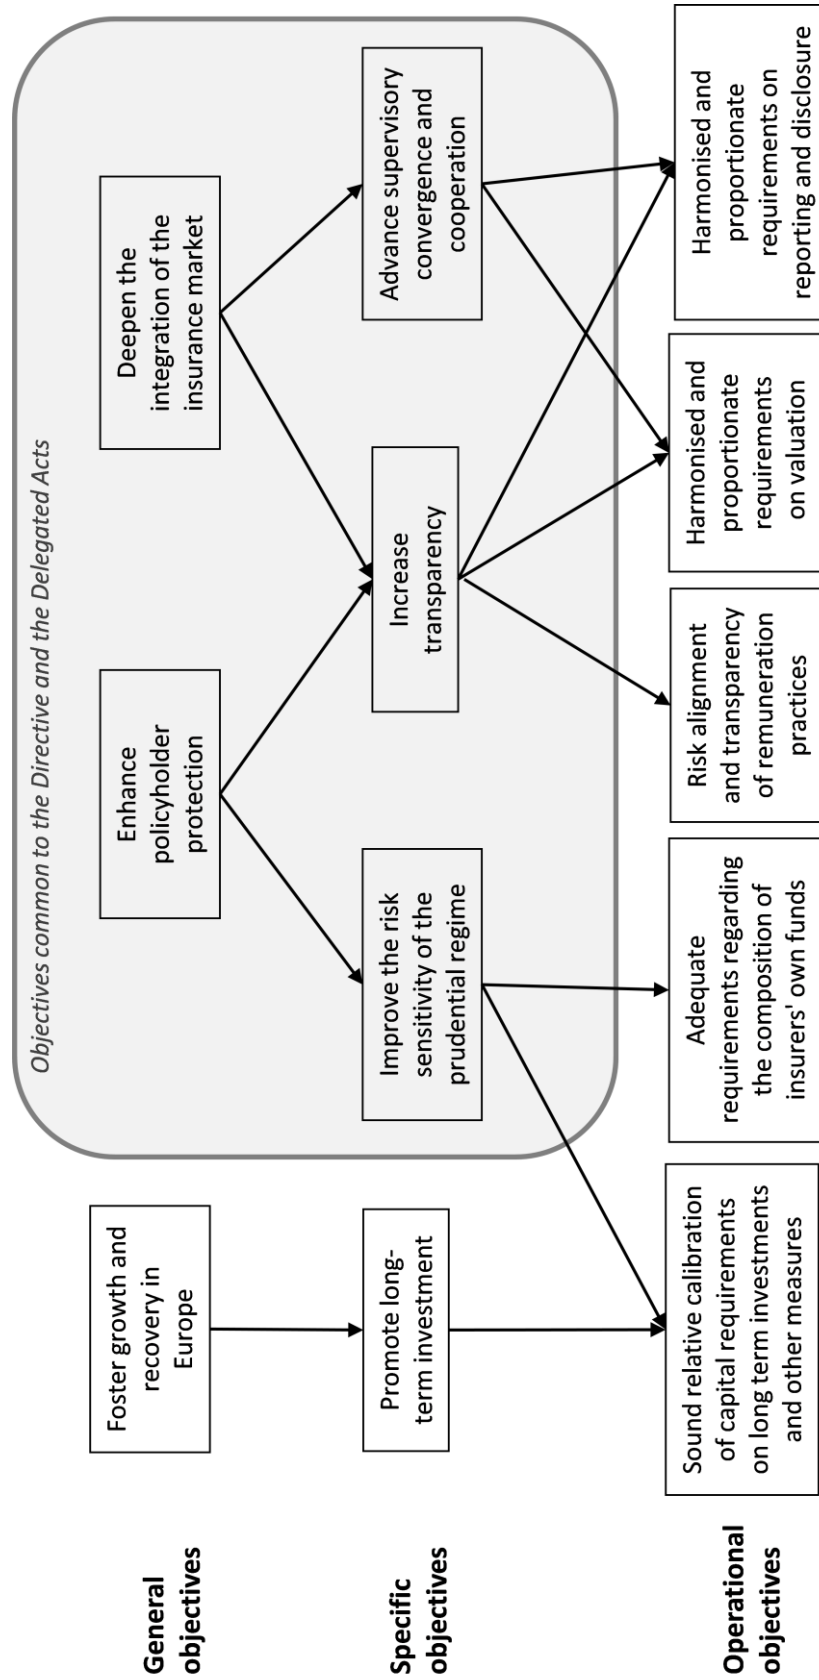 Objectives common to the Directive and the Delegated Acts
General
objectives
Foster growth and
recovery in
Europe
Enhance
policyholder
protection
Deepen the
integration of the
insurance market
Specific
objectives
Promote long-
term investment
Improve the risk
sensitivity of the
prudential regime
Increase
transparency
Advance supervisory
convergence and
cooperation
Operational
objectives
Sound relative calibration
of capital requirements
on long term investments
and other measures
Adequate
requirements regarding
the composition of
insurers' own funds
Risk alignment
and transparency
of remuneration
practices
Harmonised and
proportionate
requirements
on valuation
Harmonised and
proportionate
requirements on
reporting and disclosure